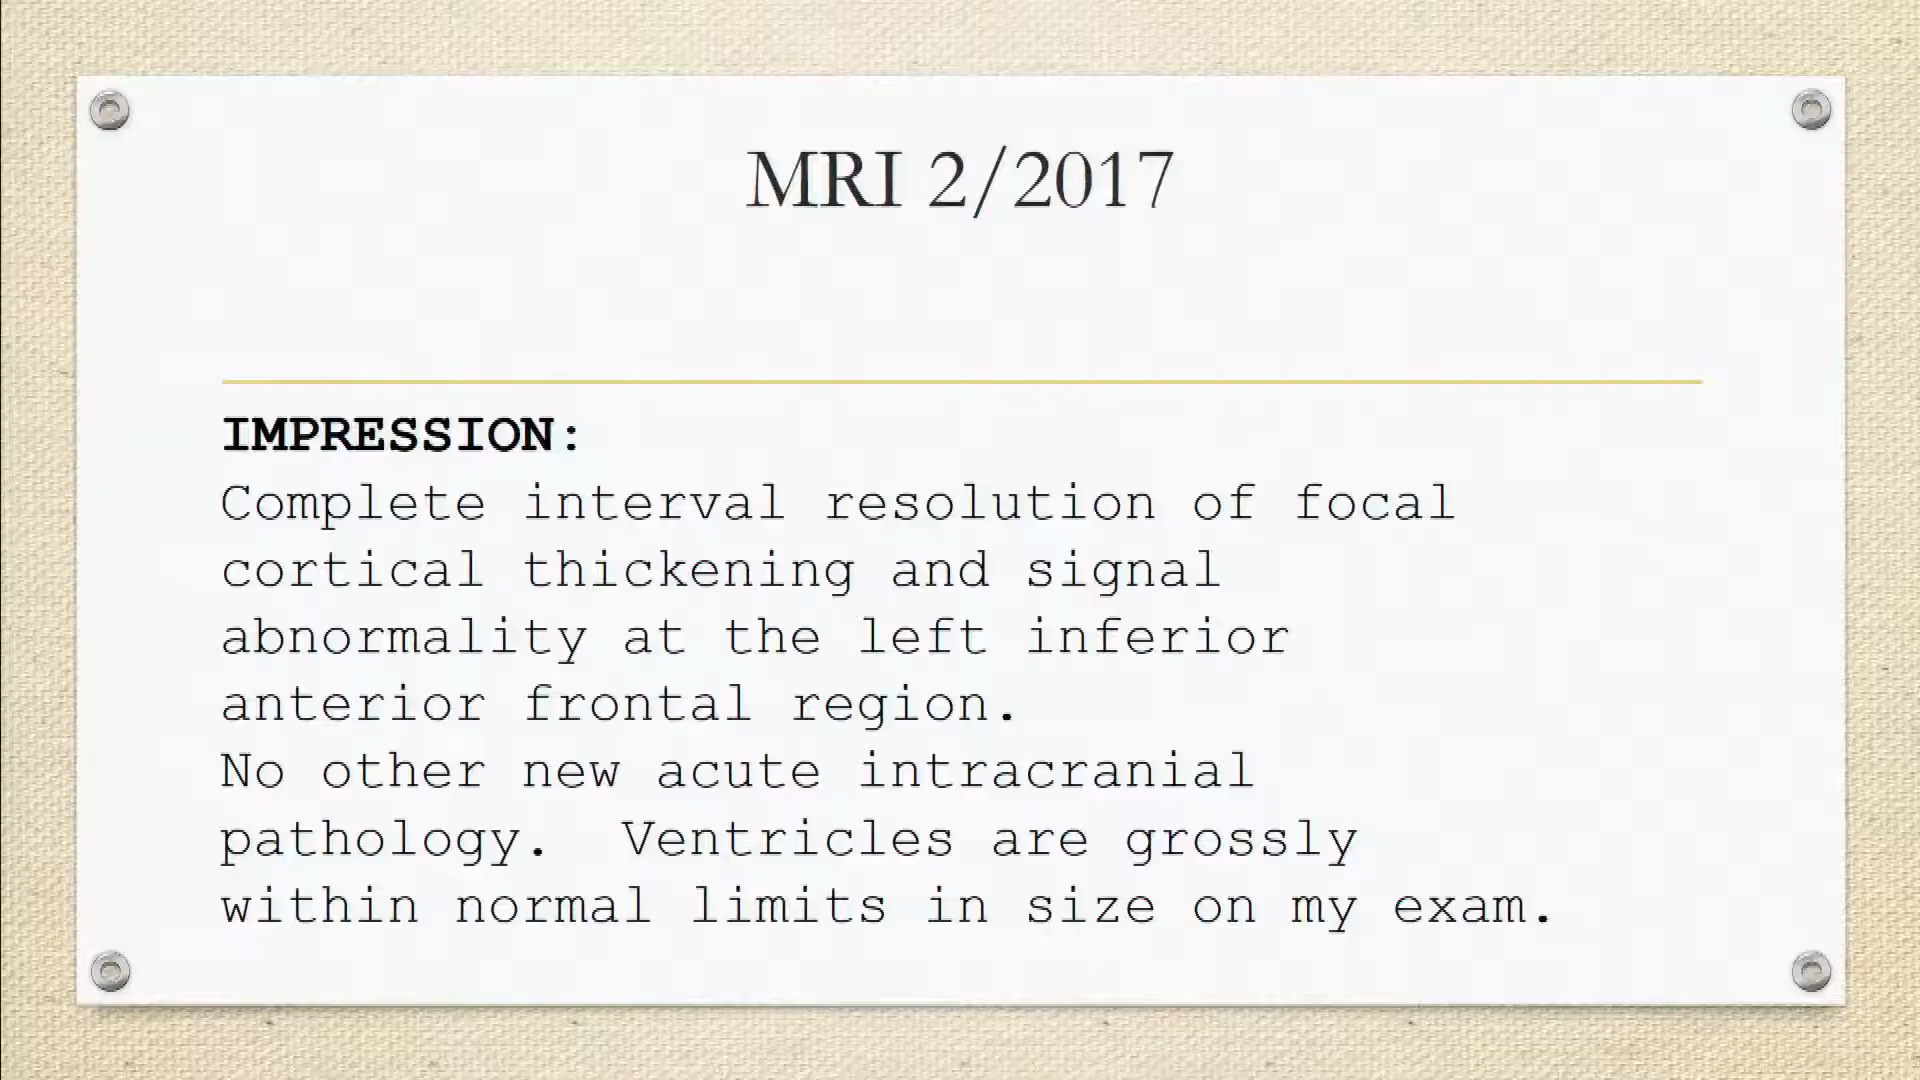 MRI 2/2017
IMPRESSION:
Complete interval resolution of focal
cortical thickening and signal
abnormality at the left inferior
anterior frontal region.
No other new acute intracranial
pathology.  Ventricles are grossly
within normal limits in size on my exam.